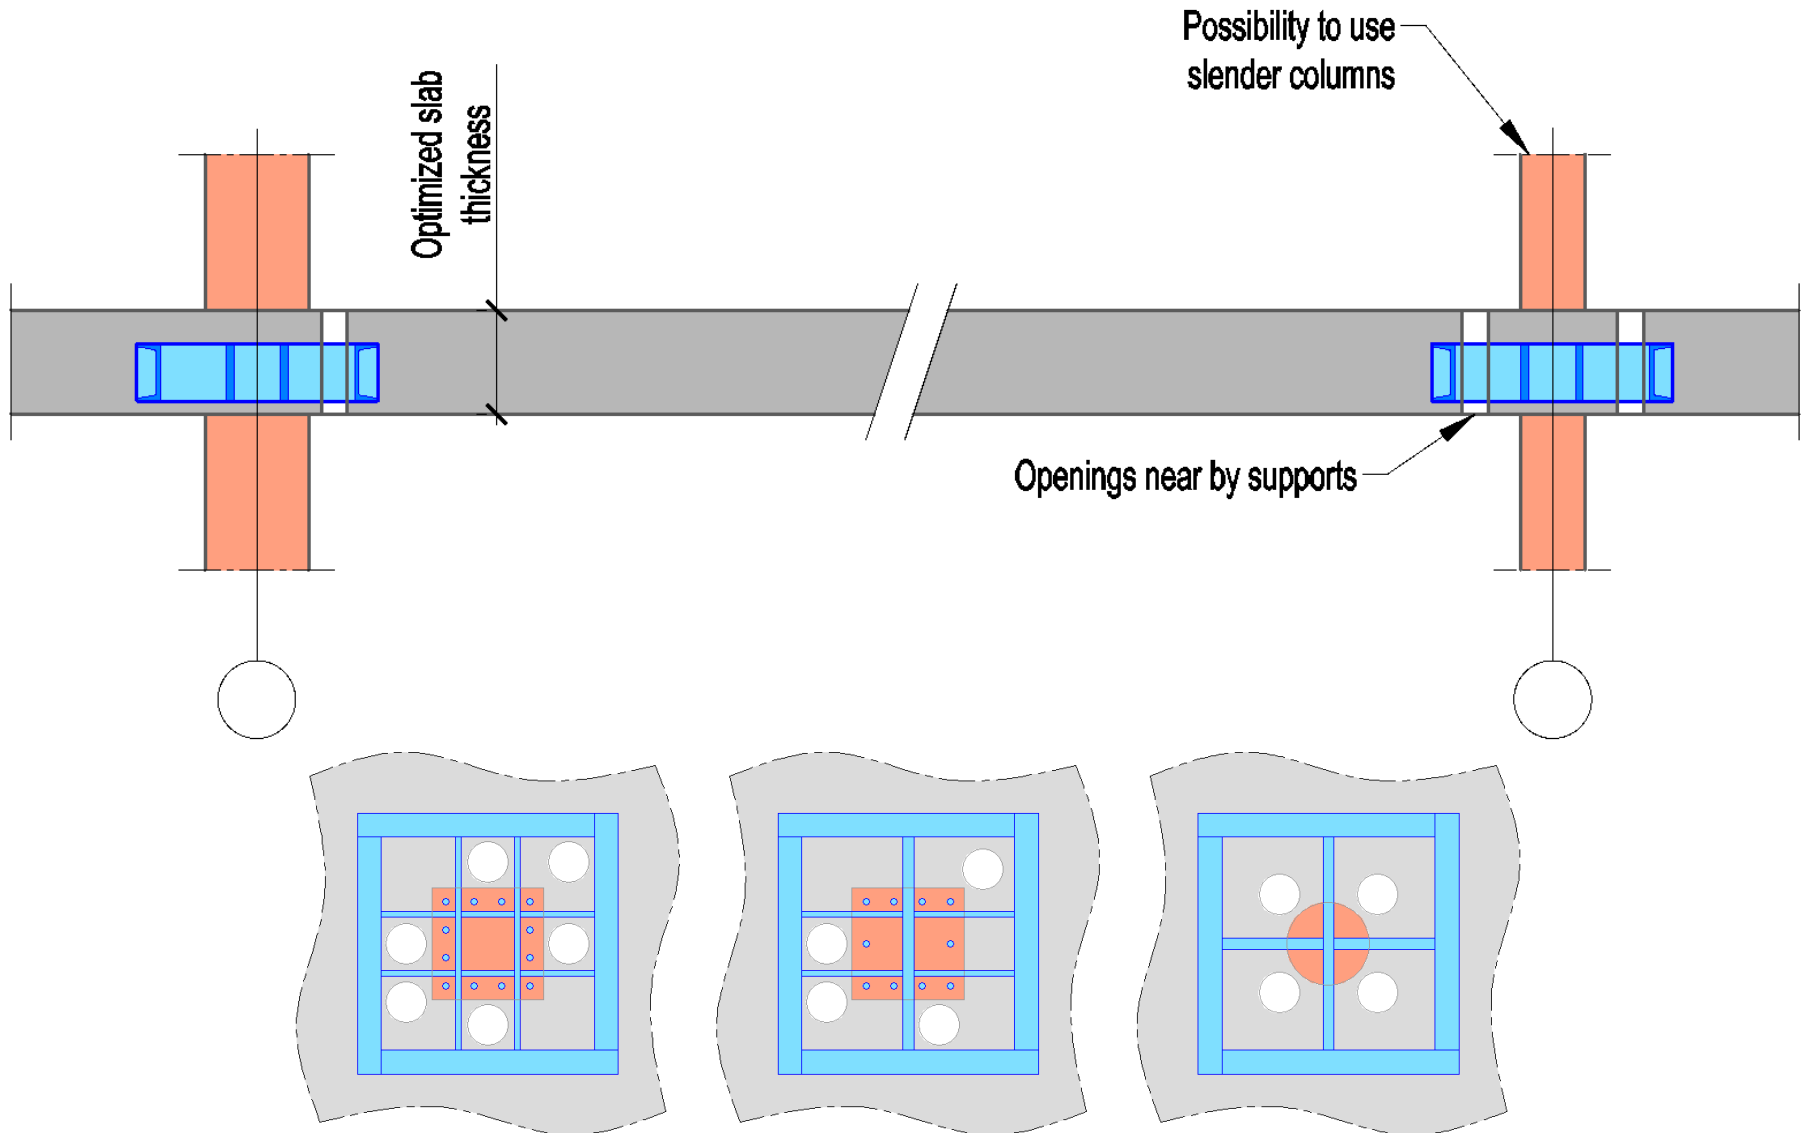 Possibility to use
slender columns
Optimized slab
thickness
Openings near by supports